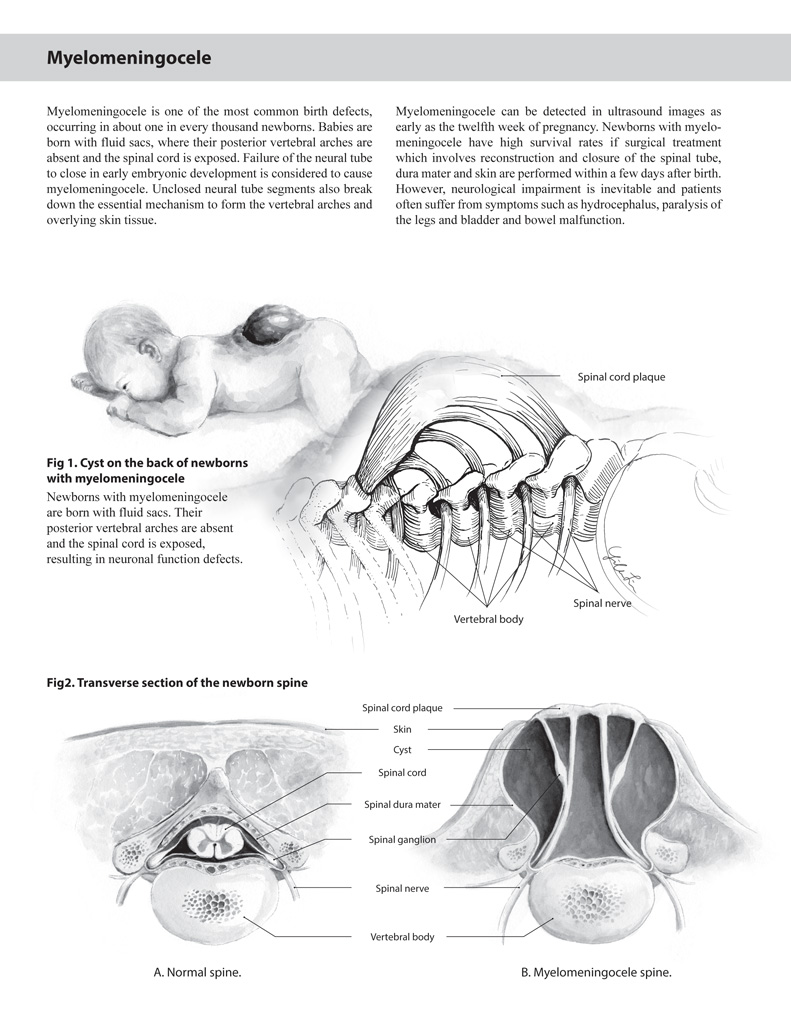 Myelomeningocele
Myelomeningocele is one of the most common birth defects,
occurring in about one in every thousand newborns. Babies are
born with fluid sacs, where their posterior vertebral arches are
absent and the spinal cord is exposed. Failure of the neural tube
to close in early embryonic development is considered to cause
myelomeningocele. Unclosed neural tube segments also break
down the essential mechanism to form the vertebral arches and
overlying skin tissue.
Myelomeningocele can be detected in ultrasound images as
early as the twelfth week of pregnancy. Newborns with myelo-
meningocele have high survival rates if surgical treatment
which involves reconstruction and closure of the spinal tube,
dura mater and skin are performed within a few days after birth.
However, neurological impairment is inevitable and patients
often suffer from symptoms such as hydrocephalus, paralysis of
the legs and bladder and bowel malfunction.
Spinal cord plaque
Fig 1. Cyst on the back of newborns
with myelomeningocele
Newborns with myelomeningocele
are born with fluid sacs. Their
posterior vertebral arches are absent
and the spinal cord is exposed,
resulting in neuronal function defects.
Spinal nerve
Vertebral body
Fig2. Transverse section of the newborn spine
Spinal cord plaque
Skin
Cyst
Spinal cord
Spinal dura mater
Spinal ganglion
Spinal nerve
Vertebral body
A. Normal spine.
B. Myelomeningocele spine.